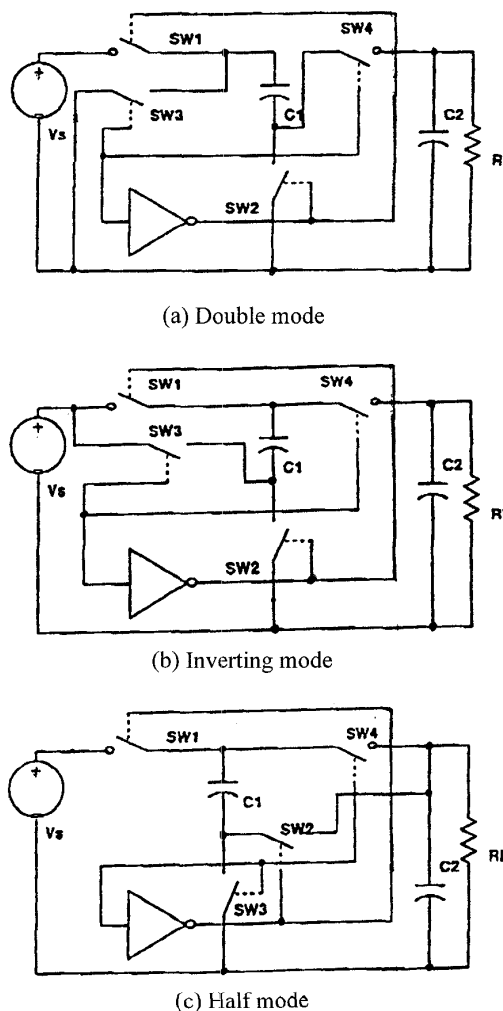 SW1
SW4
+
C1
C2
SW3
Vs
R
SW2
(a) Double mode
SW1
SW4
+
SW3
C1
C2
Vs
SW2
(b) Inverting mode
SW4
SW1
+
C1
SW2
Vs
C2
SW3
(c) Half mode